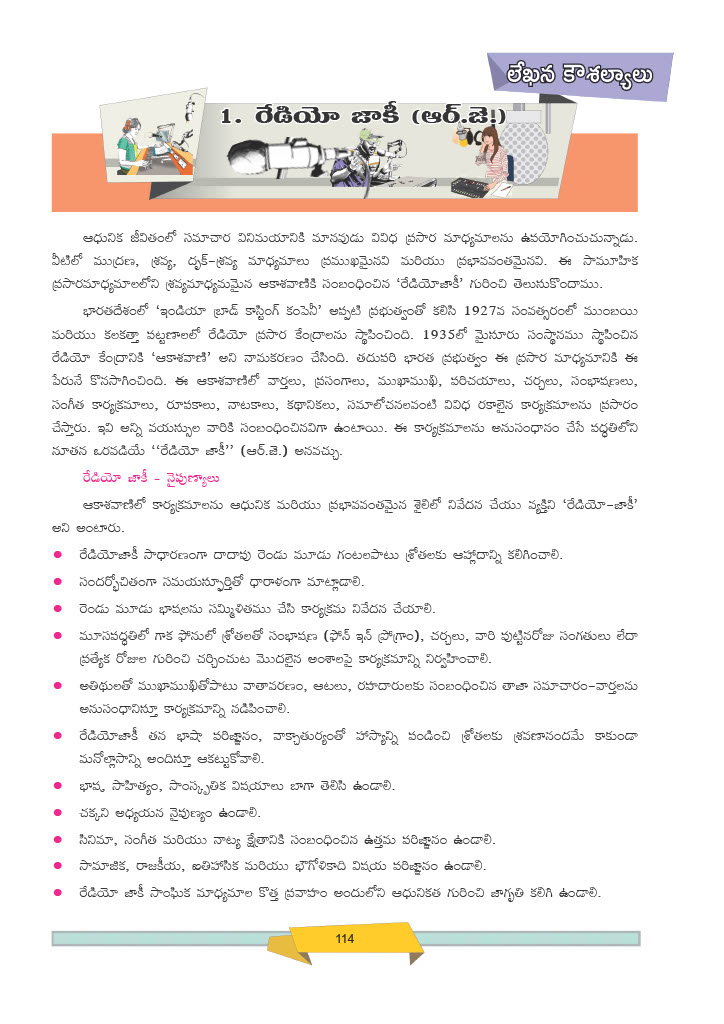 లేఖన కౌశల్యాలు
1. రేడియో జాకీ (ఆర్.జె!)
ఆధునిక జీవితంలో సమాచార వినిమయానికి మానవుడు వివిధ ప్రసార మాధ్యమాలను ఉపయోగించుచున్నాడు.
వీటిలో ముద్రణ, శ్రవ్య, దృక్-శ్రవ్య మాధ్యమాలు ప్రముఖమైనవి మరియు ప్రభావవంతమైనవి. ఈ సామూహిక
ప్రసారమాధ్యమాలలోని శ్రవ్యమాధ్యమమైన ఆకాశవాణికి సంబంధించిన ‘రేడియోజాకీ’ గురించి తెలుసుకొందాము.
భారతదేశంలో ‘ఇండియా బ్రాడ్ కాస్టింగ్ కంపెనీ’ అప్పటి ప్రభుత్వంతో కలిసి 1927వ సంవత్సరంలో ముంబయి
మరియు కలకత్తా పట్టణాలలో రేడియో ప్రసార కేంద్రాలను స్థాపించింది. 1935లో మైసూరు సంస్థానము స్థాపించిన
రేడియో కేంద్రానికి ‘ఆకాశవాణి’ అని నామకరణం చేసింది. తదుపరి భారత ప్రభుత్వం ఈ ప్రసార మాధ్యమానికి ఈ
పేరునే కొనసాగించింది. ఈ ఆకాశవాణిలో వార్తలు, ప్రసంగాలు, ముఖాముఖి, పరిచయాలు, చర్చలు, సంభాషణలు,
సంగీత కార్యక్రమాలు, రూపకాలు, నాటకాలు, కథానికలు, సమాలోచనలవంటి వివిధ రకాలైన కార్యక్రమాలను ప్రసారం
చేస్తారు. ఇవి అన్ని వయస్సుల వారికి సంబంధించినవిగా ఉంటాయి. ఈ కార్యక్రమాలను అనుసంధానం చేసే పద్ధతిలోని
నూతన ఒరవడియే ‘‘రేడియో జాకీ’’ (ఆర్.జె.) అనవచ్చు.
రేడియో జాకీ - నైపుణ్యాలు
ఆకాశవాణిలో కార్యక్రమాలను ఆధునిక మరియు ప్రభావవంతమైన శైలిలో నివేదన చేయు వ్యక్తిని ‘రేడియో-జాకీ’
అని అంటారు.
● రేడియోజాకీ సాధారణంగా దాదాపు రెండు మూడు గంటలపాటు శ్రోతలకు ఆహ్లాదాన్ని కలిగించాలి.
● సందర్భోచితంగా సమయస్ఫూర్తితో ధారాళంగా మాట్లాడాలి.
● రెండు మూడు భాషలను సమ్మిళితము చేసి కార్యక్రమ నివేదన చేయాలి.
● మూసపద్ధతిలో గాక ఫోనులో శ్రోతలతో సంభాషణ (ఫోన్ ఇన్ ప్రోగ్రాం), చర్చలు, వారి పుట్టినరోజు సంగతులు లేదా
ప్రత్యేక రోజుల గురించి చర్చించుట మొదలైన అంశాలపై కార్యక్రమాన్ని నిర్వహించాలి.
● అతిథులతో ముఖాముఖితోపాటు వాతావరణం, ఆటలు, రహదారులకు సంబంధించిన తాజా సమాచారం-వార్తలను
అనుసంధానిస్తూ కార్యక్రమాన్ని నడిపించాలి.
● రేడియోజాకీ తన భాషా పరిజ్ఞానం, వాక్చాతుర్యంతో హాస్యాన్ని పండించి శ్రోతలకు శ్రవణానందమే కాకుండా
మనోల్లాసాన్ని అందిస్తూ ఆకట్టుకోవాలి.
● భాష, సాహిత్యం, సాంస్కృతిక విషయాలు బాగా తెలిసి ఉండాలి.
● చక్కని అధ్యయన నైపుణ్యం ఉండాలి.
● సినిమా, సంగీత మరియు నాట్య క్షేత్రానికి సంబంధించిన ఉత్తమ పరిజ్ఞానం ఉండాలి.
● సామాజిక, రాజకీయ, ఐతిహాసిక మరియు భౌగోళికాది విషయ పరిజ్ఞానం ఉండాలి.
● రేడియో జాకీ సాంఘిక మాధ్యమాల కొత్త ప్రవాహం అందులోని ఆధునికత గురించి జాగృతి కలిగి ఉండాలి.
114